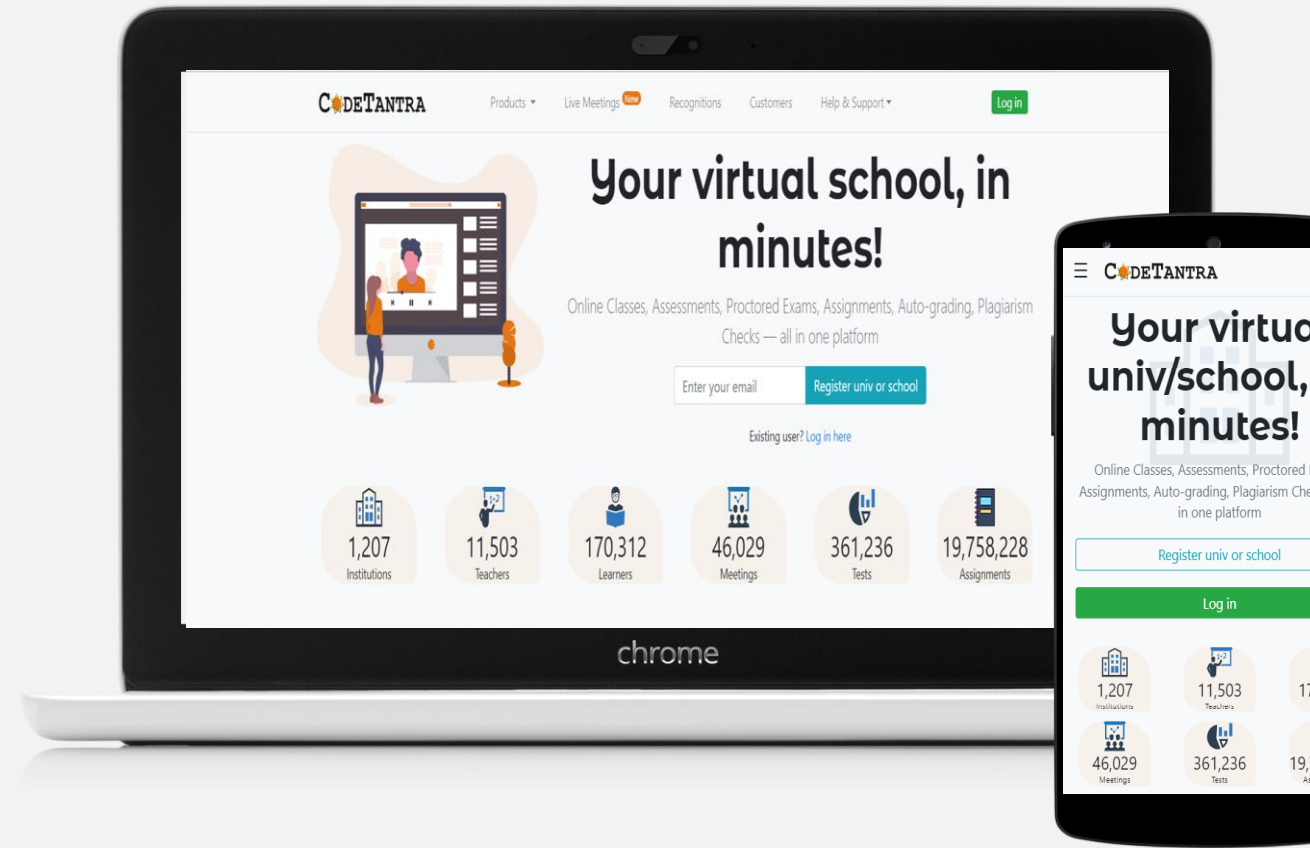 CODETANTRA
Products
Live Meetings New
Recognitions
Customers
Help & Support
Log in
Your virtual school, in
minutes!
Online Classes, Assessments, Proctored Exams, Assignments, Auto-grading, Plagiarism
Checks — all in one platform
Enter your email
Register univ or school
Existing user? Log in here
1,207
Institutions
11,503
Teachers
170,312
Learners
46,029
Meetings
361,236
Tests
19,758,228
Assignments
chrome
CODETANTRA
Your virtua
univ/school,
minutes!
Online Classes, Assessments, Proctored
Assignments, Auto-grading, Plagiarism Che
in one platform
Register univ or school
Log in
1,207
Institutions
11,503
Teachers
17
46,029
Meetings
361,236
Tests
19,
As